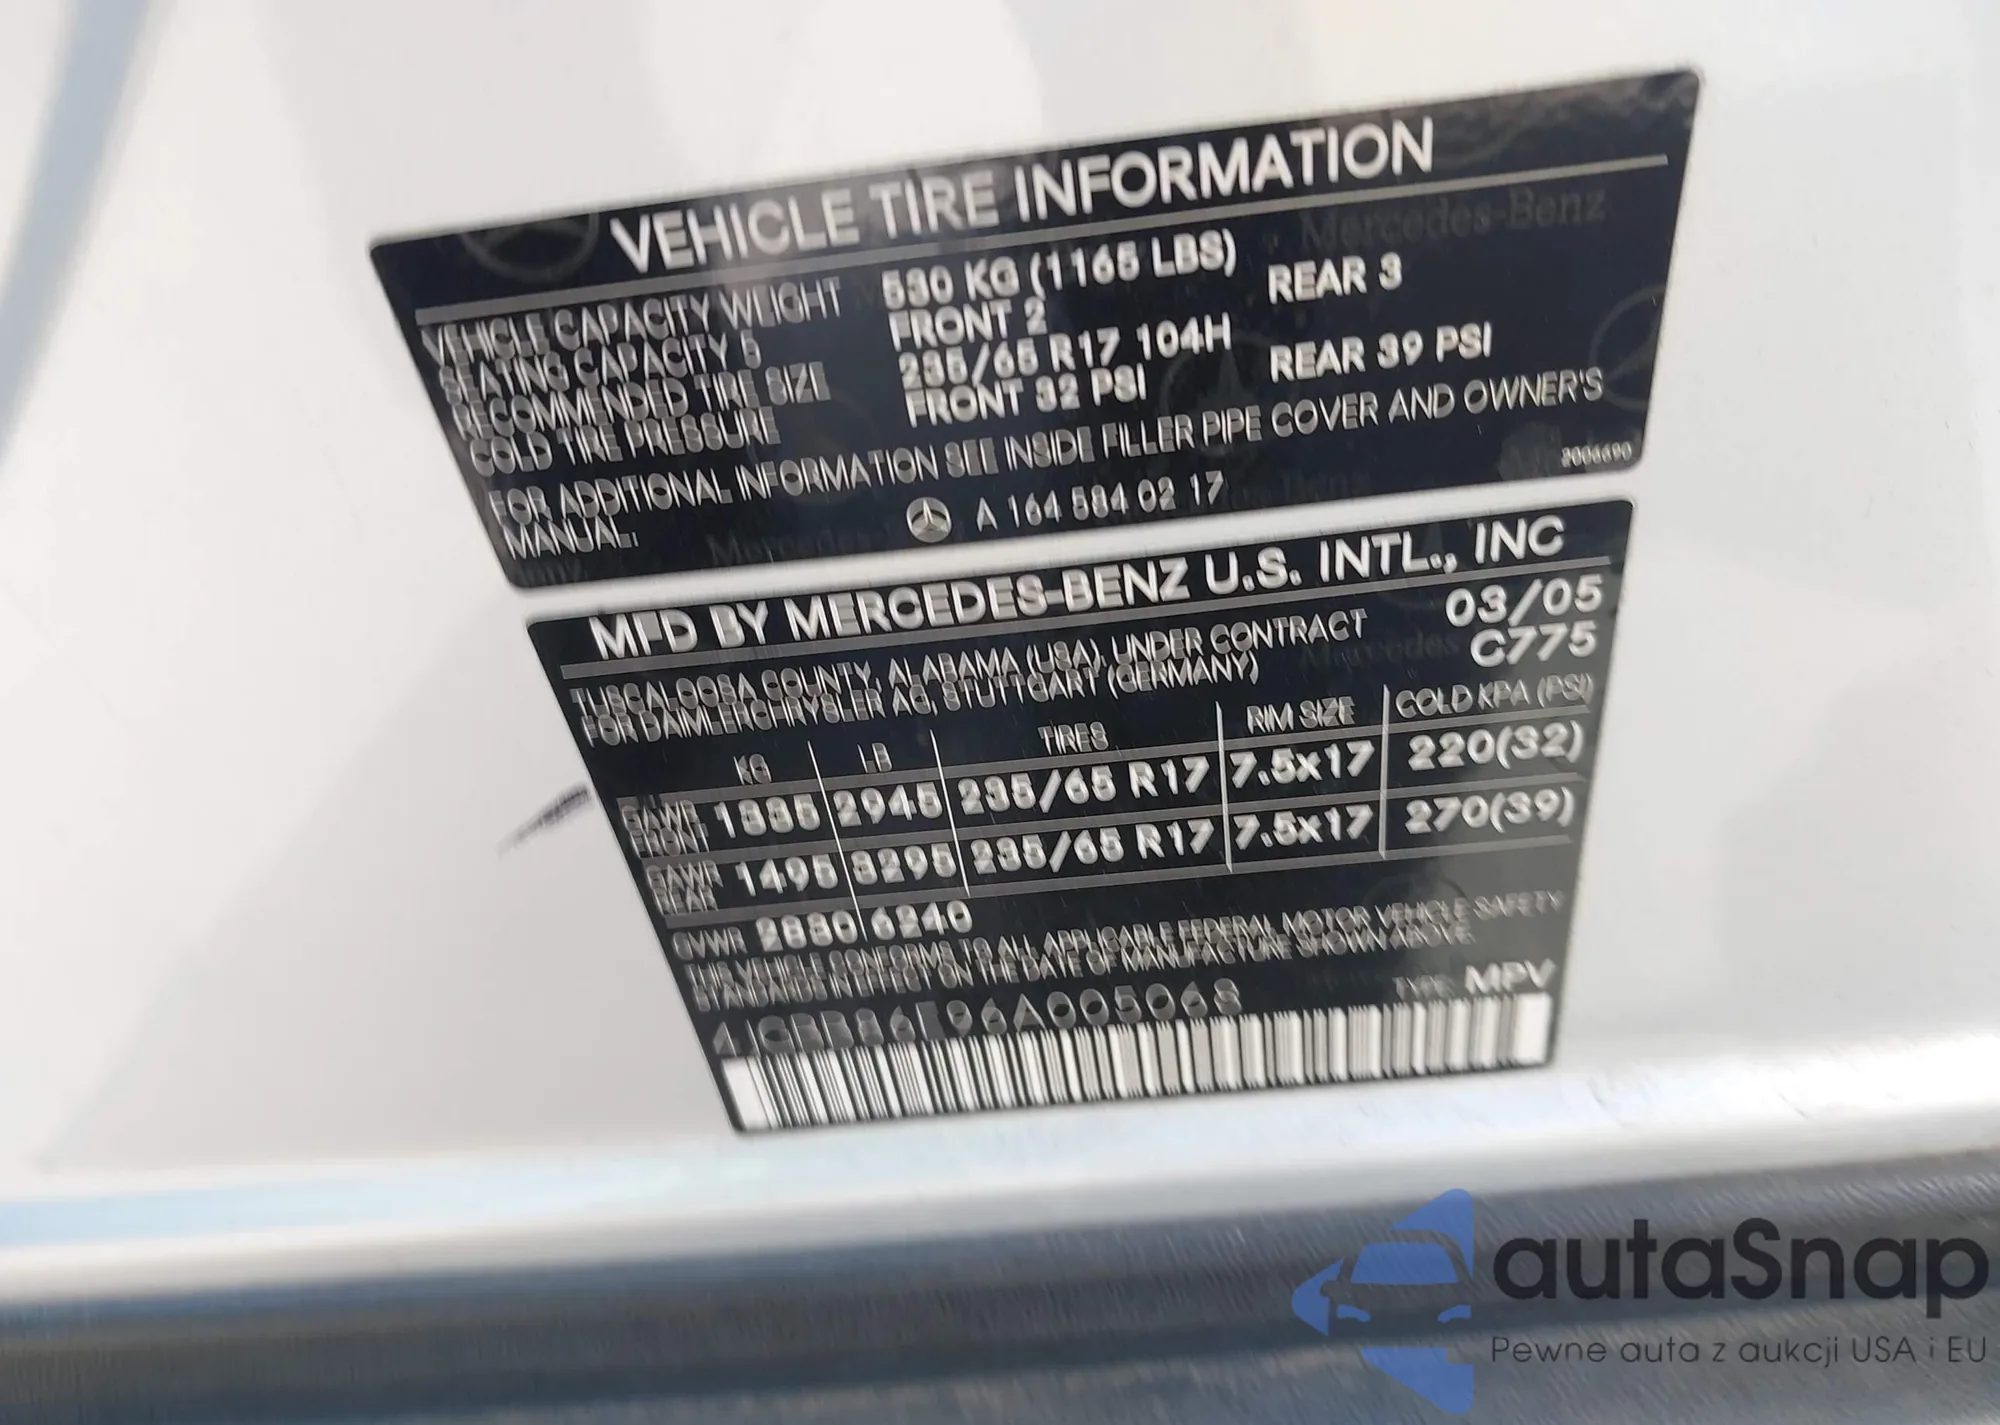 VEHICLE TIRE INFORMATION
Mercedes-Benz
VEHICLE CAPACITY WEIGHT 530 KG (1165 LBS)
SEATING CAPACITY 5 FRONT 2 REAR 3
RECOMMENDED TIRE SIZE 235/65 R17 104H
COLD TIRE PRESSURE FRONT 32 PSI REAR 39 PSI
FOR ADDITIONAL INFORMATION SEE INSIDE FILLER PIPE COVER AND OWNER'S
MANUAL. A 164 584 02 17
2006690
MFD BY MERCEDES-BENZ U.S. INTL., INC
TUSCALOOSA COUNTY, ALABAMA (USA), UNDER CONTRACT 03/05
FOR DAIMLERCHRYSLER AG, STUTTGART (GERMANY) C775
KG LB TIRES RIM SIZE COLD KPA (PSI)
GAWR FRONT 1335 2945 235/65 R17 7.5x17 220(32)
GAWR REAR 1495 3295 235/65 R17 7.5x17 270(39)
GVWR 2830 6240
THIS VEHICLE CONFORMS TO ALL APPLICABLE FEDERAL MOTOR VEHICLE SAFETY
STANDARDS IN EFFECT ON THE DATE OF MANUFACTURE SHOWN ABOVE.
4JGBB86E96A005068 TYPE: MPV
autoSnap
Pewne auta z aukcji USA i EU